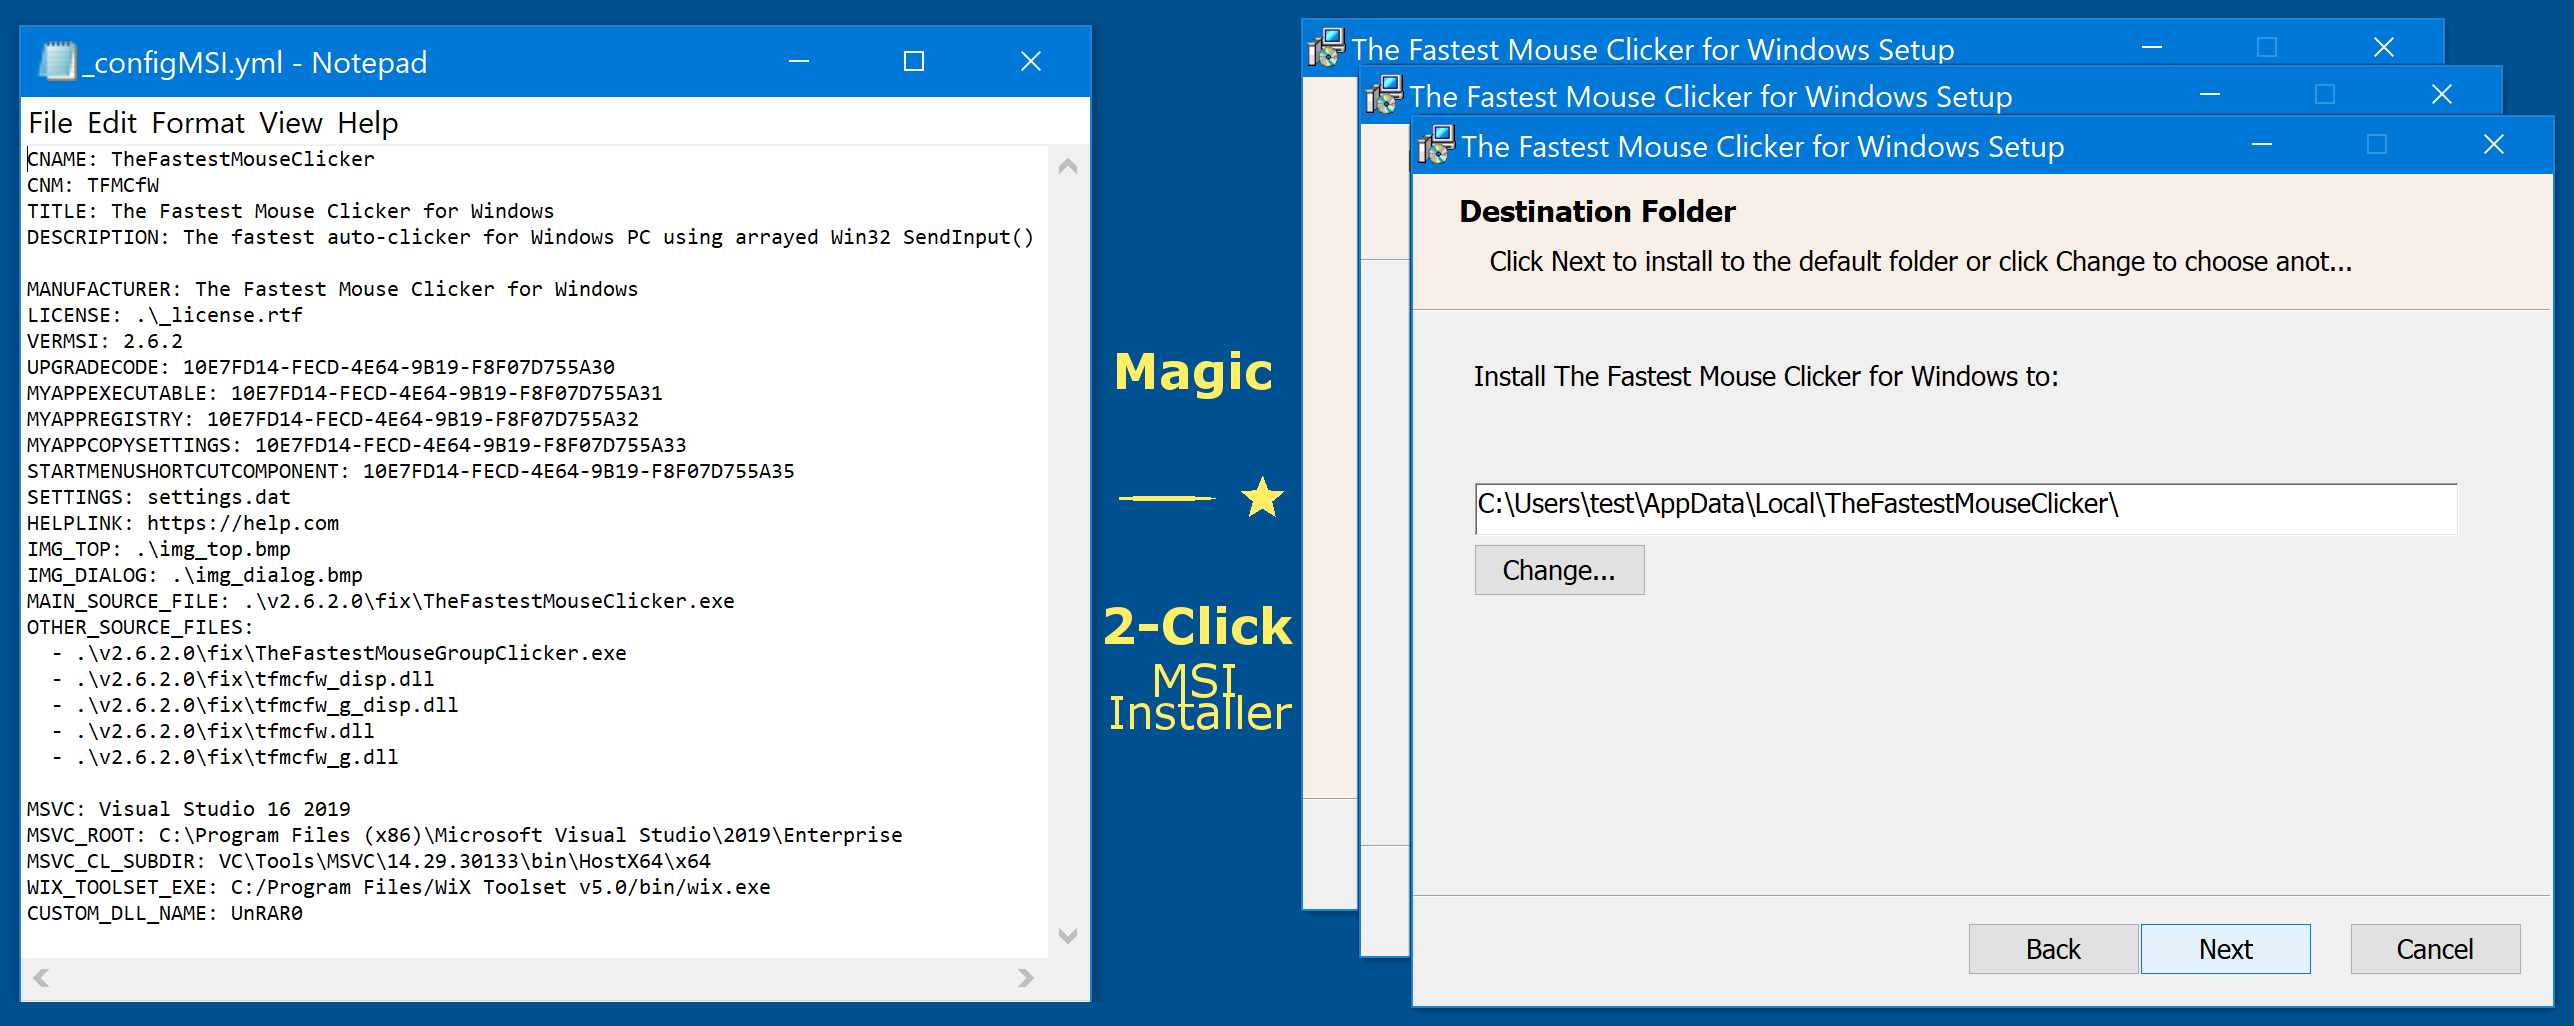 _configMSI.yml - Notepad
File Edit Format View Help
CNAME: TheFastestMouseClicker
CNM: TFMCfW
TITLE: The Fastest Mouse Clicker for Windows
DESCRIPTION: The fastest auto-clicker for Windows PC using arrayed Win32 SendInput()
MANUFACTURER: The Fastest Mouse Clicker for Windows
LICENSE: .\_license.rtf
VERMSI: 2.6.2
UPGRADECODE: 10E7FD14-FECD-4E64-9B19-F8F07D755A30
MYAPPEXECUTABLE: 10E7FD14-FECD-4E64-9B19-F8F07D755A31
MYAPPREGISTRY: 10E7FD14-FECD-4E64-9B19-F8F07D755A32
MYAPPCOPYSETTINGS: 10E7FD14-FECD-4E64-9B19-F8F07D755A33
STARTMENUSHORTCUTCOMPONENT: 10E7FD14-FECD-4E64-9B19-F8F07D755A35
SETTINGS: settings.dat
HELPLINK: https://help.com
IMG_TOP: .\img_top.bmp
IMG_DIALOG: .\img_dialog.bmp
MAIN_SOURCE_FILE: .\v2.6.2.0\fix\TheFastestMouseClicker.exe
OTHER_SOURCE_FILES:
  - .\v2.6.2.0\fix\TheFastestMouseGroupClicker.exe
  - .\v2.6.2.0\fix\tfmcfw_disp.dll
  - .\v2.6.2.0\fix\tfmcfw_g_disp.dll
  - .\v2.6.2.0\fix\tfmcfw.dll
  - .\v2.6.2.0\fix\tfmcfw_g.dll
MSVC: Visual Studio 16 2019
MSVC_ROOT: C:\Program Files (x86)\Microsoft Visual Studio\2019\Enterprise
MSVC_CL_SUBDIR: VC\Tools\MSVC\14.29.30133\bin\HostX64\x64
WIX_TOOLSET_EXE: C:/Program Files/WiX Toolset v5.0/bin/wix.exe
CUSTOM_DLL_NAME: UnRAR0
Magic
2-Click
MSI
Installer
The Fastest Mouse Clicker for Windows Setup
The Fastest Mouse Clicker for Windows Setup
The Fastest Mouse Clicker for Windows Setup
Destination Folder
Click Next to install to the default folder or click Change to choose anot...
Install The Fastest Mouse Clicker for Windows to:
C:\Users\test\AppData\Local\TheFastestMouseClicker\
Change...
Back Next Cancel